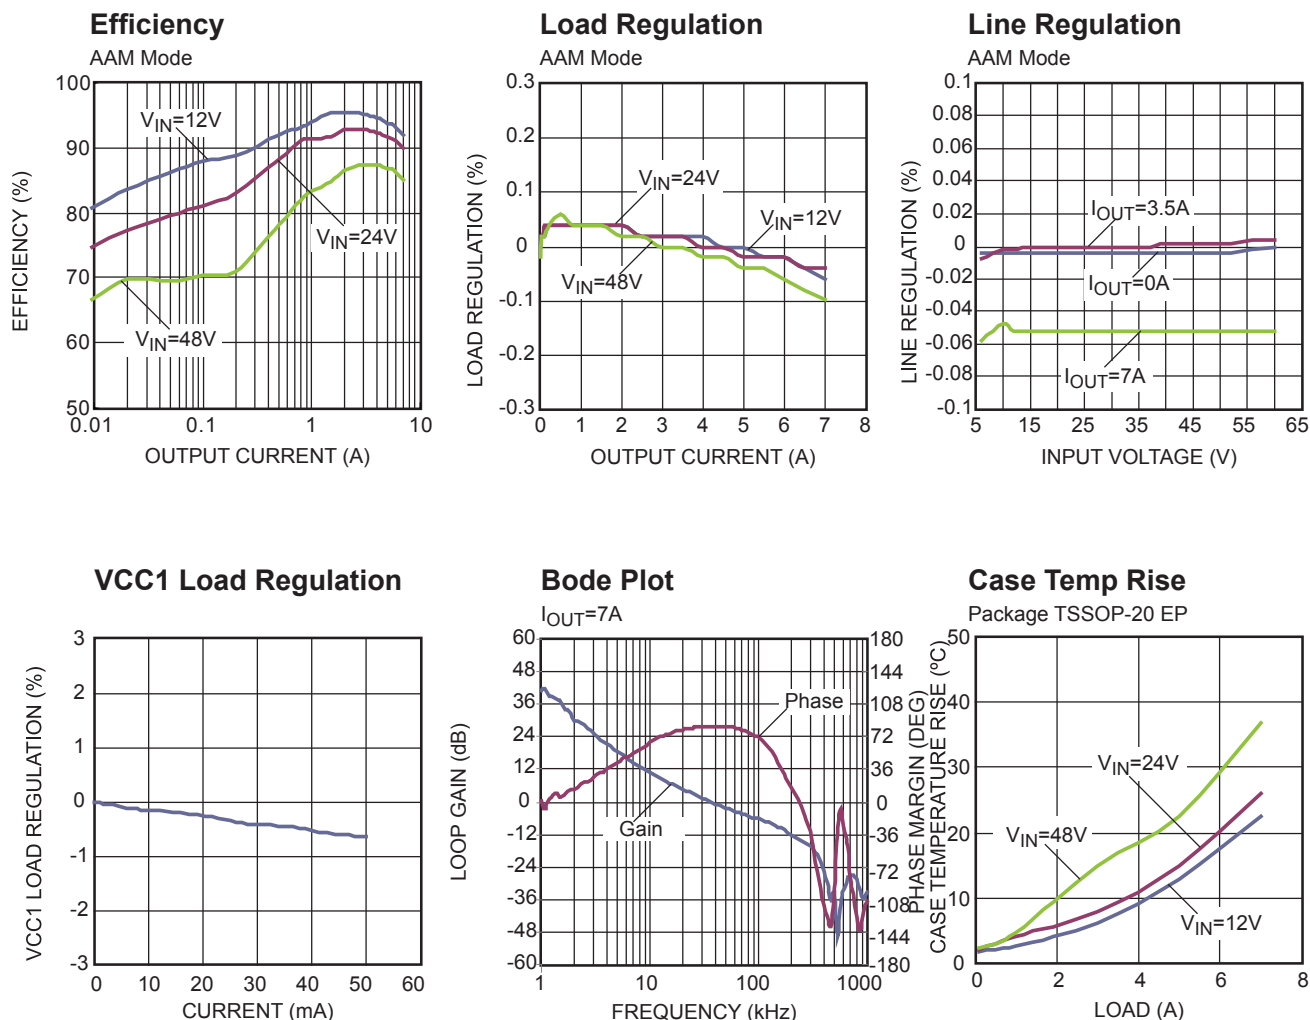 Efficiency
AAM Mode
EFFICIENCY (%)
100
90
80
70
60
50
VIN=12V
VIN=24V
VIN=48V
0.01 0.1 1 10
OUTPUT CURRENT (A)
Load Regulation
AAM Mode
LOAD REGULATION (%)
0.3
0.2
0.1
0
-0.1
-0.2
-0.3
VIN=24V
VIN=12V
VIN=48V
0 1 2 3 4 5 6 7 8
OUTPUT CURRENT (A)
Line Regulation
AAM Mode
LINE REGULATION (%)
0.1
0.08
0.06
0.04
0.02
0
-0.02
-0.04
-0.06
-0.08
-0.1
IOUT=3.5A
IOUT=0A
IOUT=7A
5 15 25 35 45 55 65
INPUT VOLTAGE (V)
VCC1 Load Regulation
VCC1 LOAD REGULATION (%)
3
2
1
0
-1
-2
-3
0 10 20 30 40 50 60
CURRENT (mA)
Bode Plot
IOUT=7A
LOOP GAIN (dB)
60
48
36
24
12
0
-12
-24
-36
-48
-60
Phase
Gain
180
144
108
72
36
0
-36
-72
-108
-144
-180
PHASE MARGIN (DEG)
1 10 100 1000
FREQUENCY (kHz)
Case Temp Rise
Package TSSOP-20 EP
CASE TEMPERATURE RISE (ºC)
50
40
30
20
10
0
VIN=24V
VIN=48V
VIN=12V
0 2 4 6 8
LOAD (A)